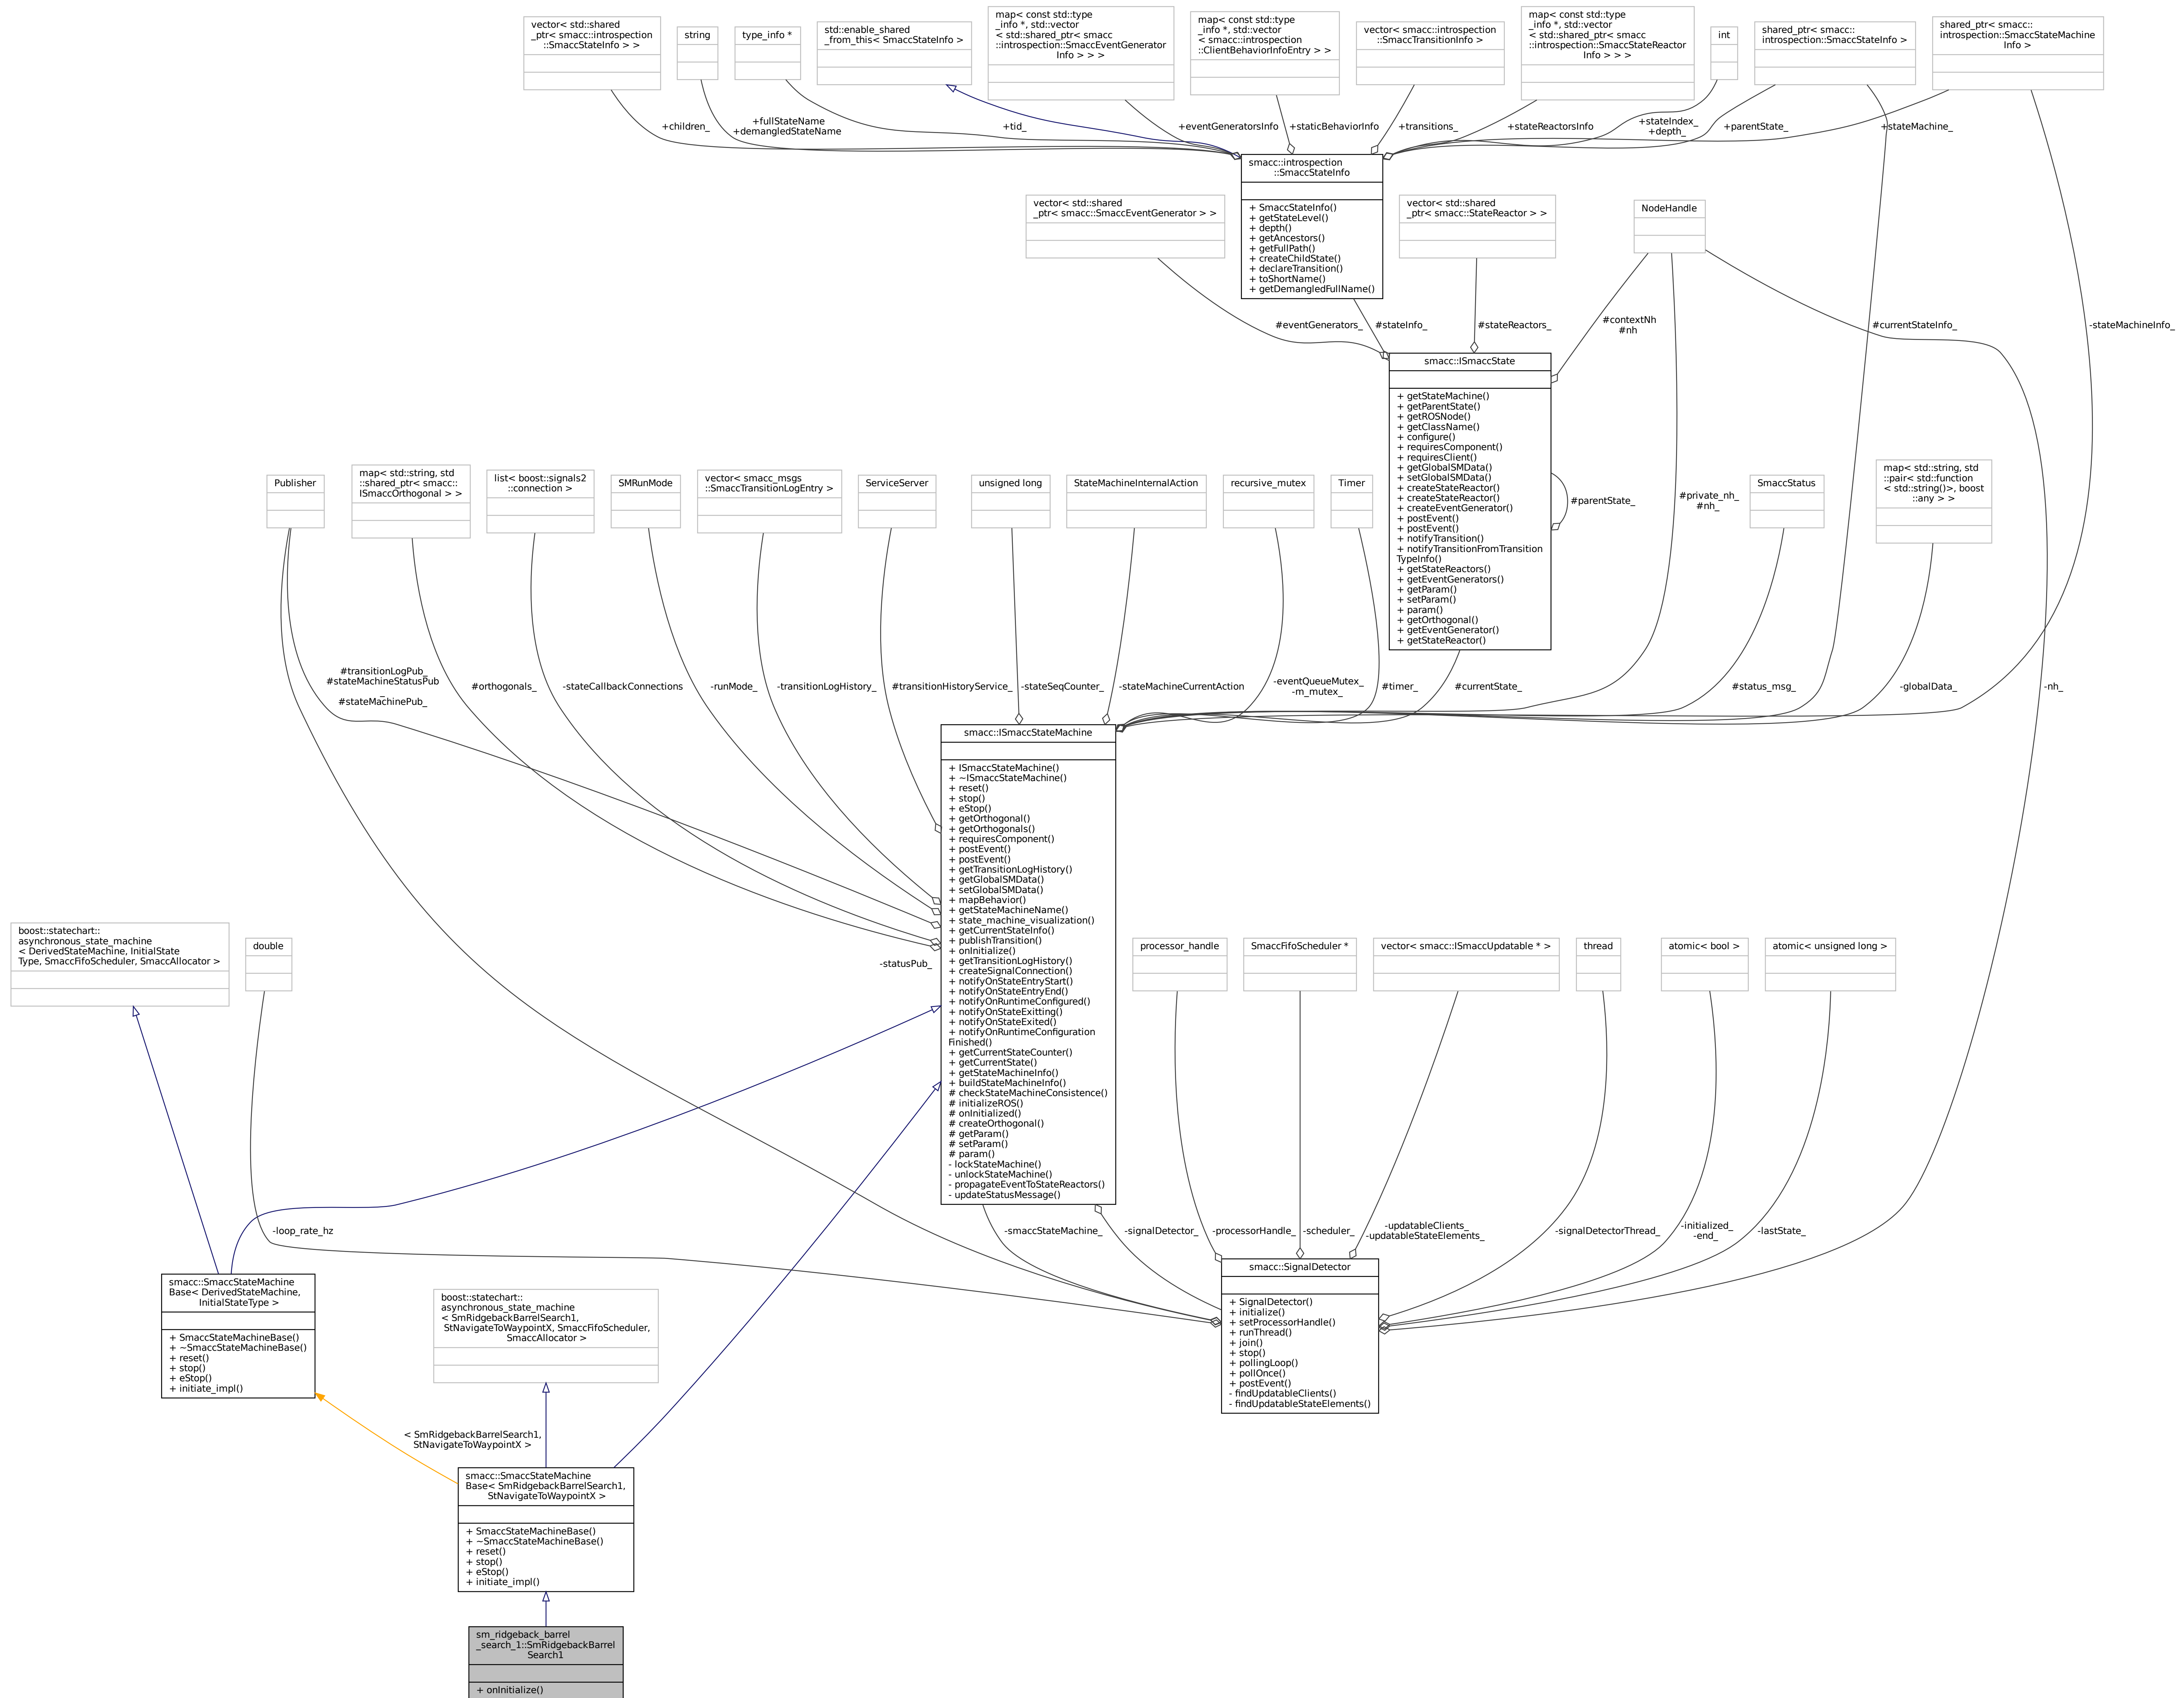 vector< std::shared
_ptr< smacc::introspection
::SmaccStateInfo > >
string
type_info *
std::enable_shared
_from_this< SmaccStateInfo >
map< const std::type
_info *, std::vector
< std::shared_ptr< smacc
::introspection::SmaccEventGenerator
Info > > >
map< const std::type
_info *, std::vector
< smacc::introspection
::ClientBehaviorInfoEntry > >
vector< smacc::introspection
::SmaccTransitionInfo >
map< const std::type
_info *, std::vector
< std::shared_ptr< smacc
::introspection::SmaccStateReactor
Info > > >
int
shared_ptr< smacc::
introspection::SmaccStateInfo >
shared_ptr< smacc::
introspection::SmaccStateMachine
Info >
+children_
+fullStateName
+demangledStateName
+tid_
+eventGeneratorsInfo
+staticBehaviorInfo
+transitions_
+stateReactorsInfo
+stateIndex_
+depth_
+parentState_
+stateMachine_
smacc::introspection
::SmaccStateInfo
+ SmaccStateInfo()
+ getStateLevel()
+ depth()
+ getAncestors()
+ getFullPath()
+ createChildState()
+ declareTransition()
+ toShortName()
+ getDemangledFullName()
vector< std::shared
_ptr< smacc::SmaccEventGenerator > >
vector< std::shared
_ptr< smacc::StateReactor > >
NodeHandle
#eventGenerators_
#stateInfo_
#stateReactors_
#contextNh
#nh
#currentStateInfo_
-stateMachineInfo_
smacc::ISmaccState
+ getStateMachine()
+ getParentState()
+ getROSNode()
+ getClassName()
+ configure()
+ requiresComponent()
+ requiresClient()
+ getGlobalSMData()
+ setGlobalSMData()
+ createStateReactor()
+ createStateReactor()
+ createEventGenerator()
+ postEvent()
+ postEvent()
+ notifyTransition()
+ notifyTransitionFromTransition
TypeInfo()
+ getStateReactors()
+ getEventGenerators()
+ getParam()
+ setParam()
+ param()
+ getOrthogonal()
+ getEventGenerator()
+ getStateReactor()
#parentState_
#private_nh_
#nh_
Publisher
map< std::string, std
::shared_ptr< smacc::
ISmaccOrthogonal > >
list< boost::signals2
::connection >
SMRunMode
vector< smacc_msgs
::SmaccTransitionLogEntry >
ServiceServer
unsigned long
StateMachineInternalAction
recursive_mutex
Timer
SmaccStatus
map< std::string, std
::pair< std::function
< std::string()>, boost
::any > >
#transitionLogPub_
#stateMachineStatusPub
_
#stateMachinePub_
#orthogonals_
-stateCallbackConnections
-runMode_
-transitionLogHistory_
#transitionHistoryService_
-stateSeqCounter_
-stateMachineCurrentAction
-eventQueueMutex_
-m_mutex_
#timer_
#currentState_
#status_msg_
-globalData_
-nh_
smacc::ISmaccStateMachine
+ ISmaccStateMachine()
+ ~ISmaccStateMachine()
+ reset()
+ stop()
+ eStop()
+ getOrthogonal()
+ getOrthogonals()
+ requiresComponent()
+ postEvent()
+ postEvent()
+ getTransitionLogHistory()
+ getGlobalSMData()
+ setGlobalSMData()
+ mapBehavior()
+ getStateMachineName()
+ state_machine_visualization()
+ getCurrentStateInfo()
+ publishTransition()
+ onInitialize()
+ getTransitionLogHistory()
+ createSignalConnection()
+ notifyOnStateEntryStart()
+ notifyOnStateEntryEnd()
+ notifyOnRuntimeConfigured()
+ notifyOnStateExitting()
+ notifyOnStateExited()
+ notifyOnRuntimeConfiguration
Finished()
+ getCurrentStateCounter()
+ getCurrentState()
+ getStateMachineInfo()
+ buildStateMachineInfo()
# checkStateMachineConsistence()
# initializeROS()
# onInitialized()
# createOrthogonal()
# getParam()
# setParam()
# param()
- lockStateMachine()
- unlockStateMachine()
- propagateEventToStateReactors()
- updateStatusMessage()
boost::statechart::
asynchronous_state_machine
< DerivedStateMachine, InitialState
Type, SmaccFifoScheduler, SmaccAllocator >
double
-statusPub_
processor_handle
SmaccFifoScheduler *
vector< smacc::ISmaccUpdatable * >
thread
atomic< bool >
atomic< unsigned long >
-loop_rate_hz
-smaccStateMachine_
-signalDetector_
-processorHandle_
-scheduler_
-updatableClients_
-updatableStateElements_
-signalDetectorThread_
-initialized_
-end_
-lastState_
smacc::SignalDetector
+ SignalDetector()
+ initialize()
+ setProcessorHandle()
+ runThread()
+ join()
+ stop()
+ pollingLoop()
+ pollOnce()
+ postEvent()
- findUpdatableClients()
- findUpdatableStateElements()
smacc::SmaccStateMachine
Base< DerivedStateMachine,
InitialStateType >
+ SmaccStateMachineBase()
+ ~SmaccStateMachineBase()
+ reset()
+ stop()
+ eStop()
+ initiate_impl()
boost::statechart::
asynchronous_state_machine
< SmRidgebackBarrelSearch1,
StNavigateToWaypointX, SmaccFifoScheduler,
SmaccAllocator >
< SmRidgebackBarrelSearch1,
StNavigateToWaypointX >
smacc::SmaccStateMachine
Base< SmRidgebackBarrelSearch1,
StNavigateToWaypointX >
+ SmaccStateMachineBase()
+ ~SmaccStateMachineBase()
+ reset()
+ stop()
+ eStop()
+ initiate_impl()
sm_ridgeback_barrel
_search_1::SmRidgebackBarrel
Search1
+ onInitialize()